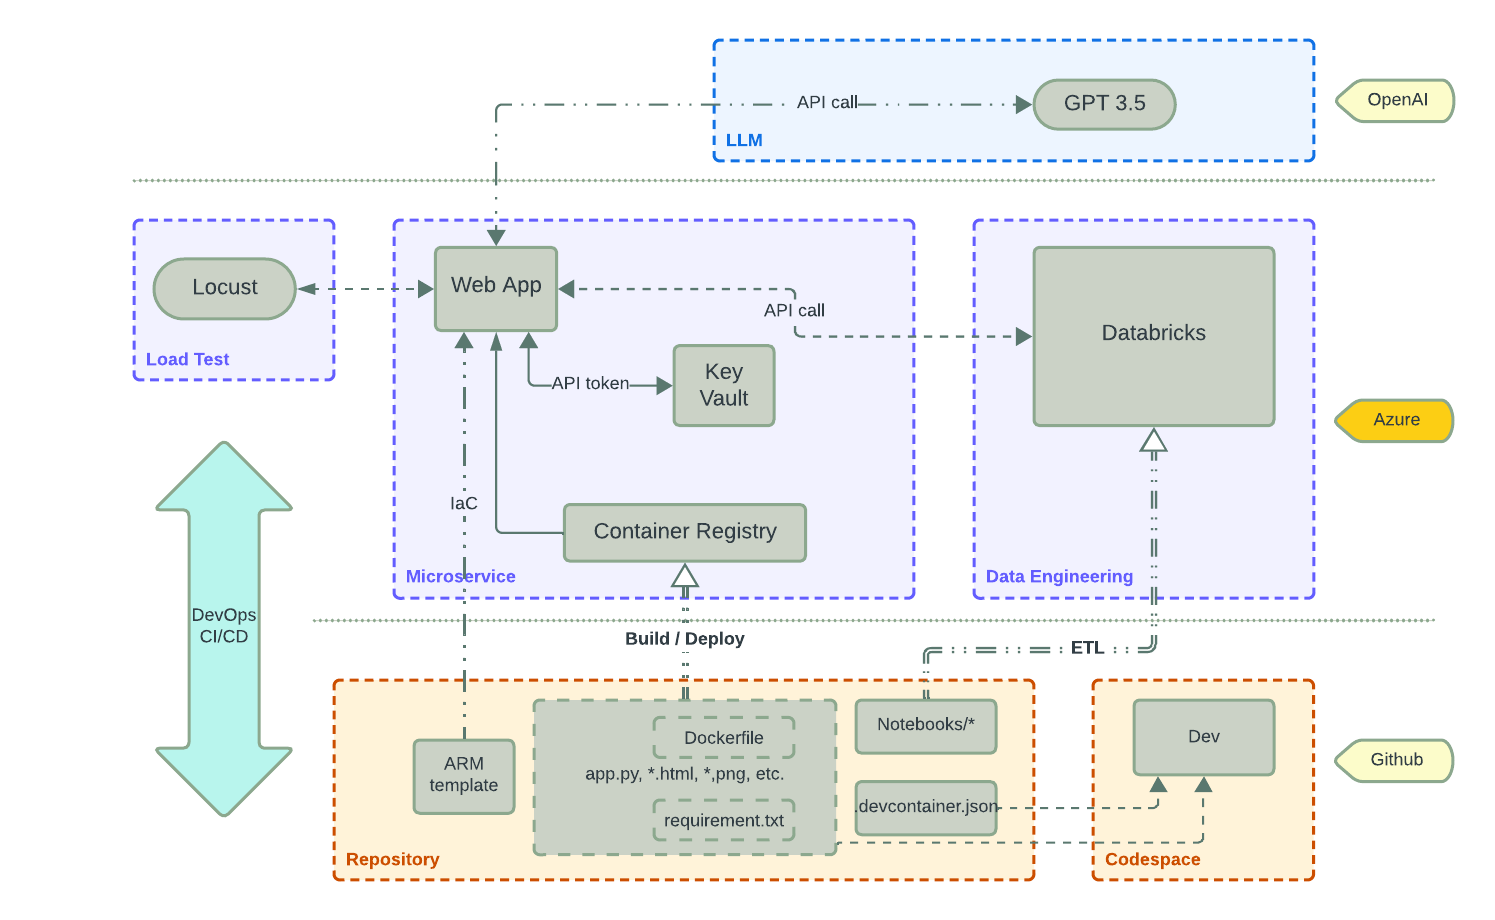 API call
GPT 3.5
OpenAI
LLM
Locust
Load Test
Web App
API call
Databricks
Key
Vault
API token
Azure
IaC
Container Registry
Microservice
Data Engineering
DevOps
CI/CD
Build / Deploy
ETL
ARM
template
Dockerfile
app.py, *.html, *,png, etc.
requirement.txt
Notebooks/*
.devcontainer.json
Dev
Github
Repository
Codespace